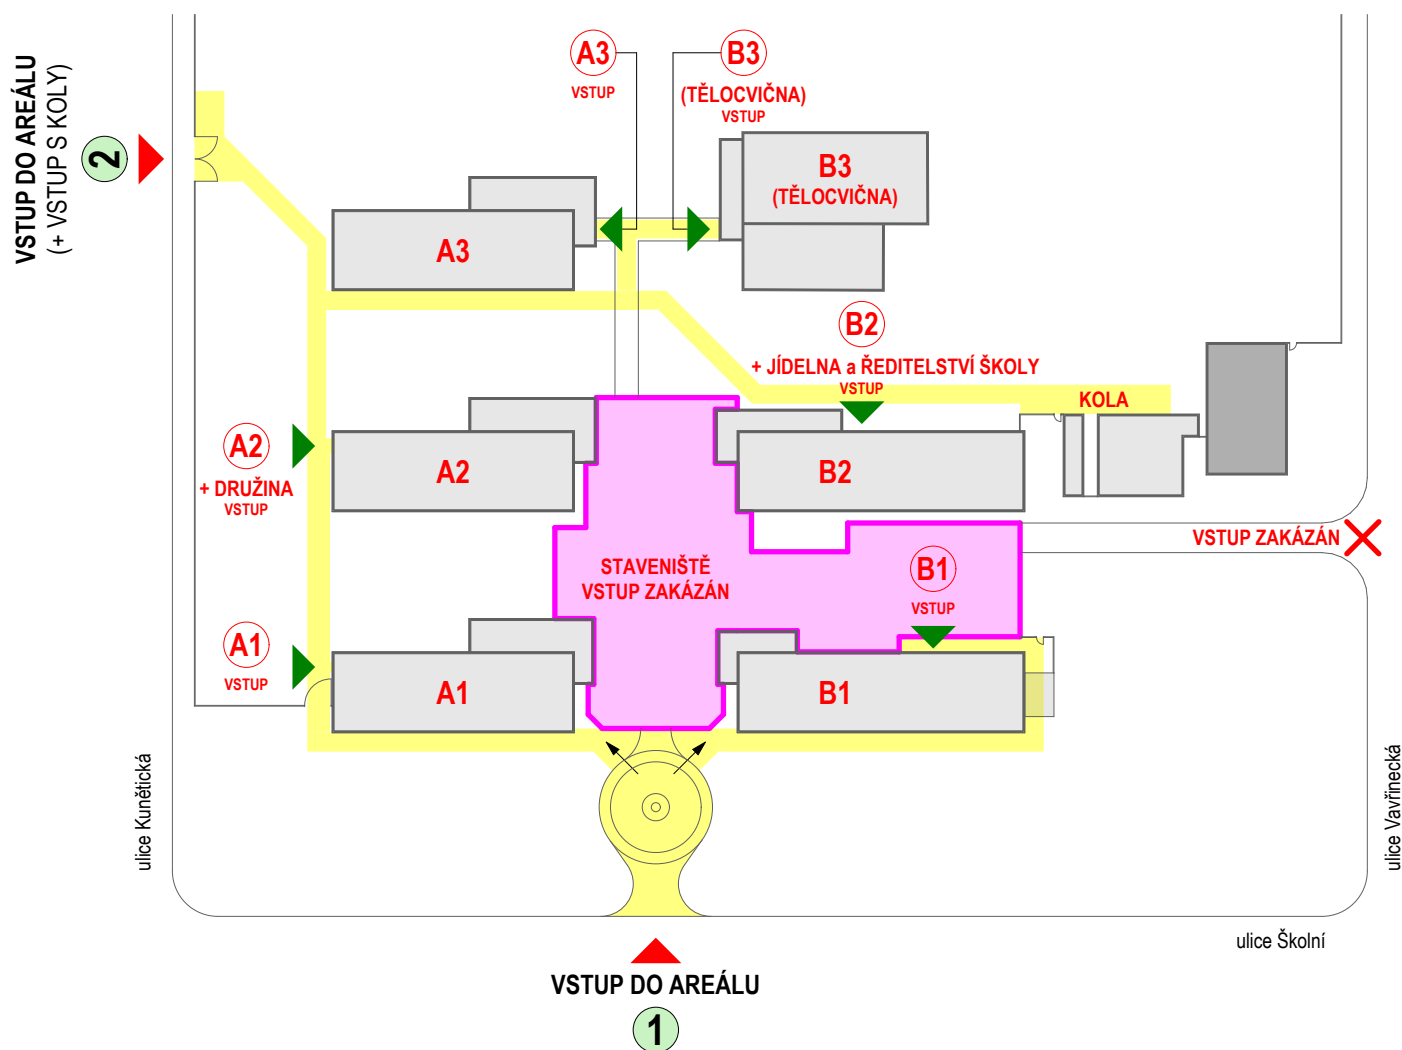 VSTUP DO AREÁLU
(+ VSTUP S KOLY)
2
A3
VSTUP
B3
(TĚLOCVIČNA)
VSTUP
B3
(TĚLOCVIČNA)
A3
B2
+ JÍDELNA a ŘEDITELSTVÍ ŠKOLY
VSTUP
KOLA
A2
+ DRUŽINA
VSTUP
A2
B2
VSTUP ZAKÁZÁN
STAVENIŠTĚ
VSTUP ZAKÁZÁN
B1
VSTUP
A1
VSTUP
A1
B1
ulice Kunětická
ulice Vavřinecká
ulice Školní
VSTUP DO AREÁLU
1